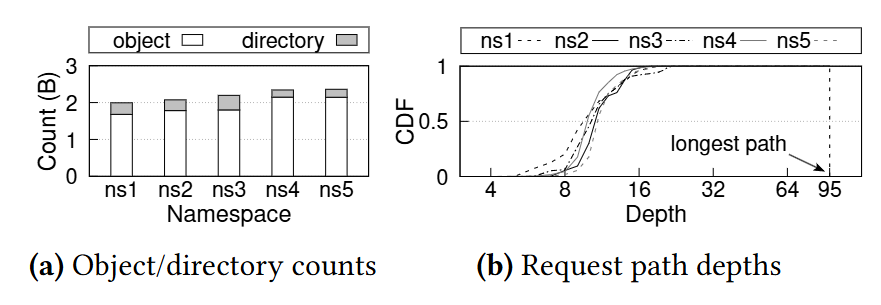 object directory
3
2
1
0
Count (B)
ns1 ns2 ns3 ns4 ns5
Namespace
(a) Object/directory counts
ns1 ns2 ns3 ns4 ns5
1
0.5
0
CDF
longest path
4 8 16 32 64 95
Depth
(b) Request path depths